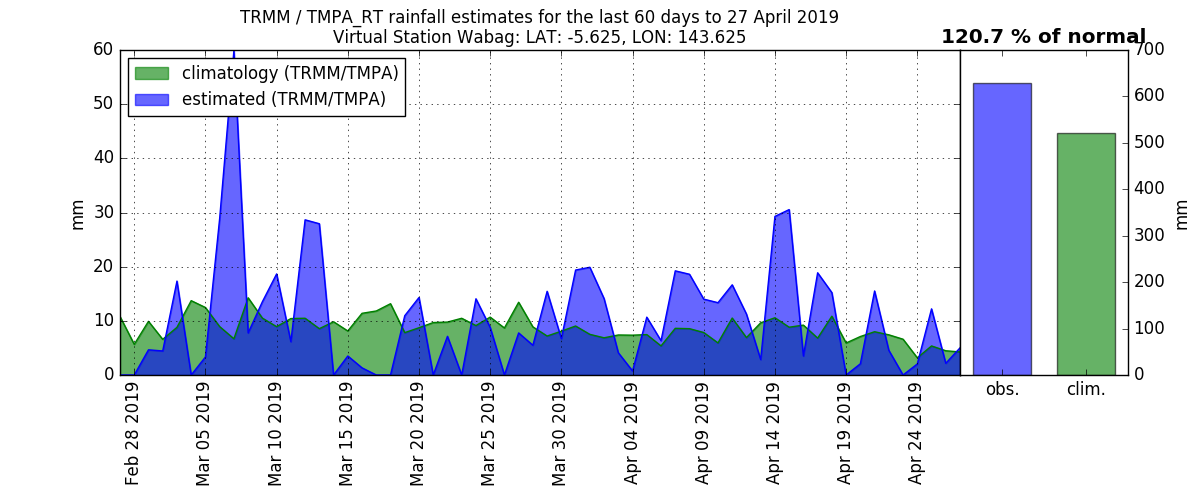 TRMM / TMPA_RT rainfall estimates for the last 60 days to 27 April 2019
Virtual Station Wabag: LAT: -5.625, LON: 143.625
120.7 % of normal
climatology (TRMM/TMPA)
estimated (TRMM/TMPA)
60
50
40
30
20
10
0
mm
Feb 28 2019
Mar 05 2019
Mar 10 2019
Mar 15 2019
Mar 20 2019
Mar 25 2019
Mar 30 2019
Apr 04 2019
Apr 09 2019
Apr 14 2019
Apr 19 2019
Apr 24 2019
700
600
500
400
300
200
100
0
mm
obs.
clim.